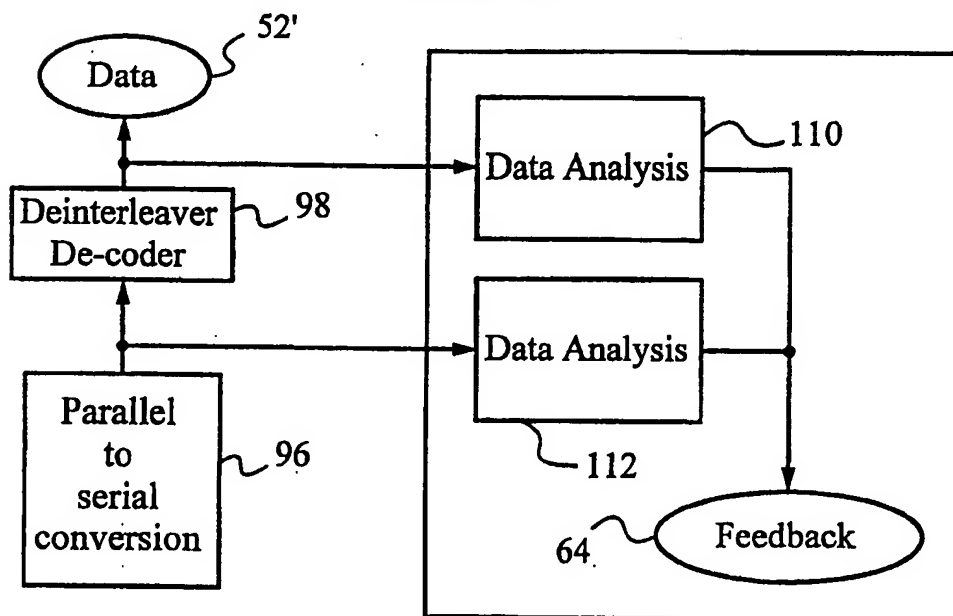 52'
Data
110
Data Analysis
Deinterleaver
De-coder
98
Data Analysis
Parallel
to
serial
conversion
96
112
64
Feedback